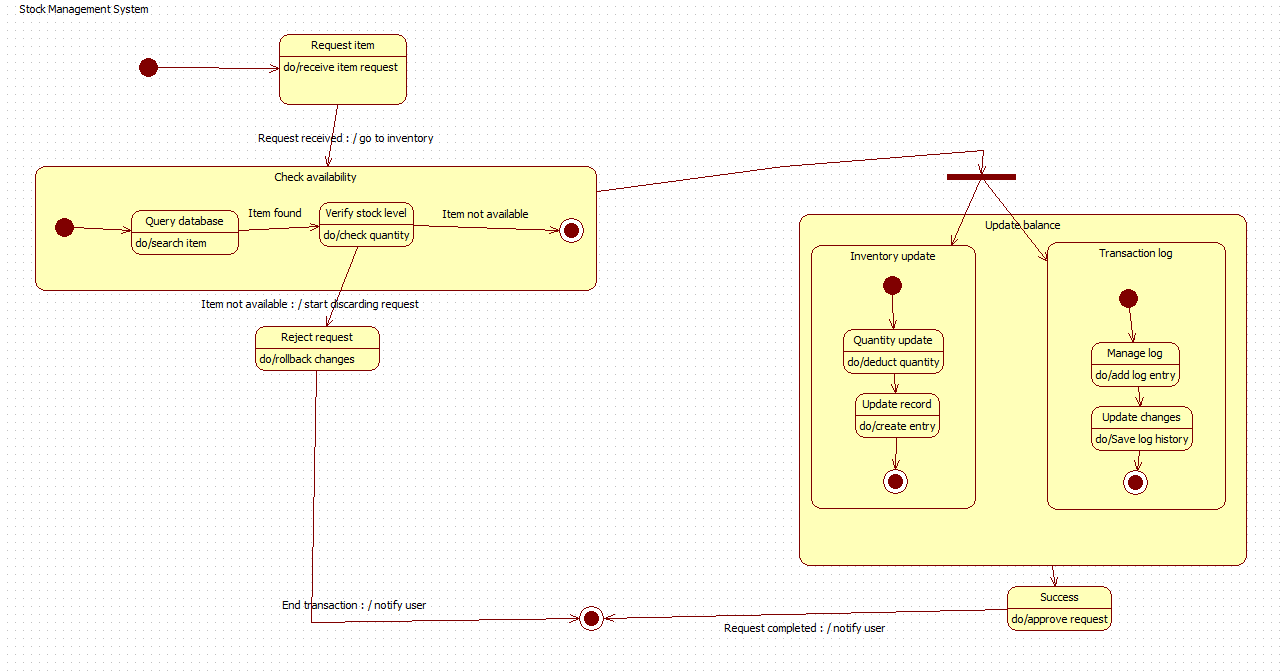 Stock Management System
Request item
do/receive item request
Request received : / go to inventory
Check availability
Query database
do/search item
Item found
Verify stock level
do/check quantity
Item not available
Item not available : / start discarding request
Reject request
do/rollback changes
Update balance
Inventory update
Quantity update
do/deduct quantity
Update record
do/create entry
Transaction log
Manage log
do/add log entry
Update changes
do/Save log history
Success
do/approve request
End transaction : / notify user
Request completed : / notify user